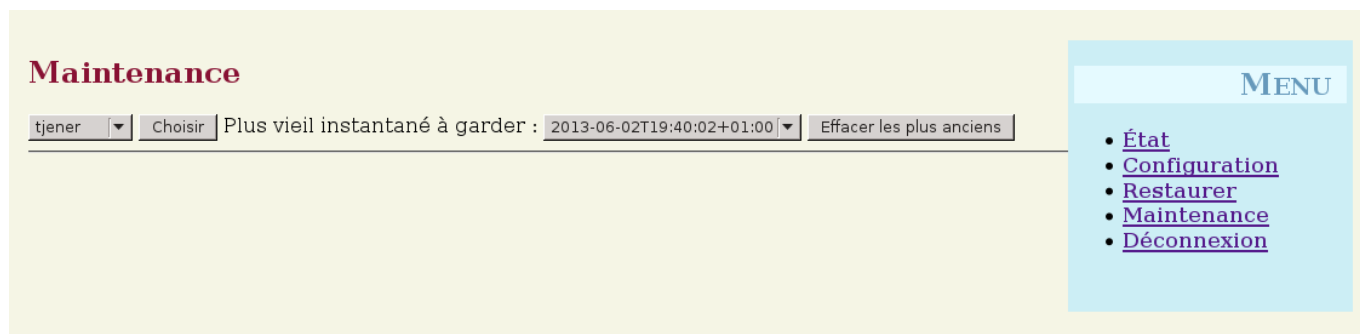 Maintenance
tjener Choisir Plus vieil instantané à garder : 2013-06-02T19:40:02+01:00 Effacer les plus anciens
MENU
État
Configuration
Restaurer
Maintenance
Déconnexion